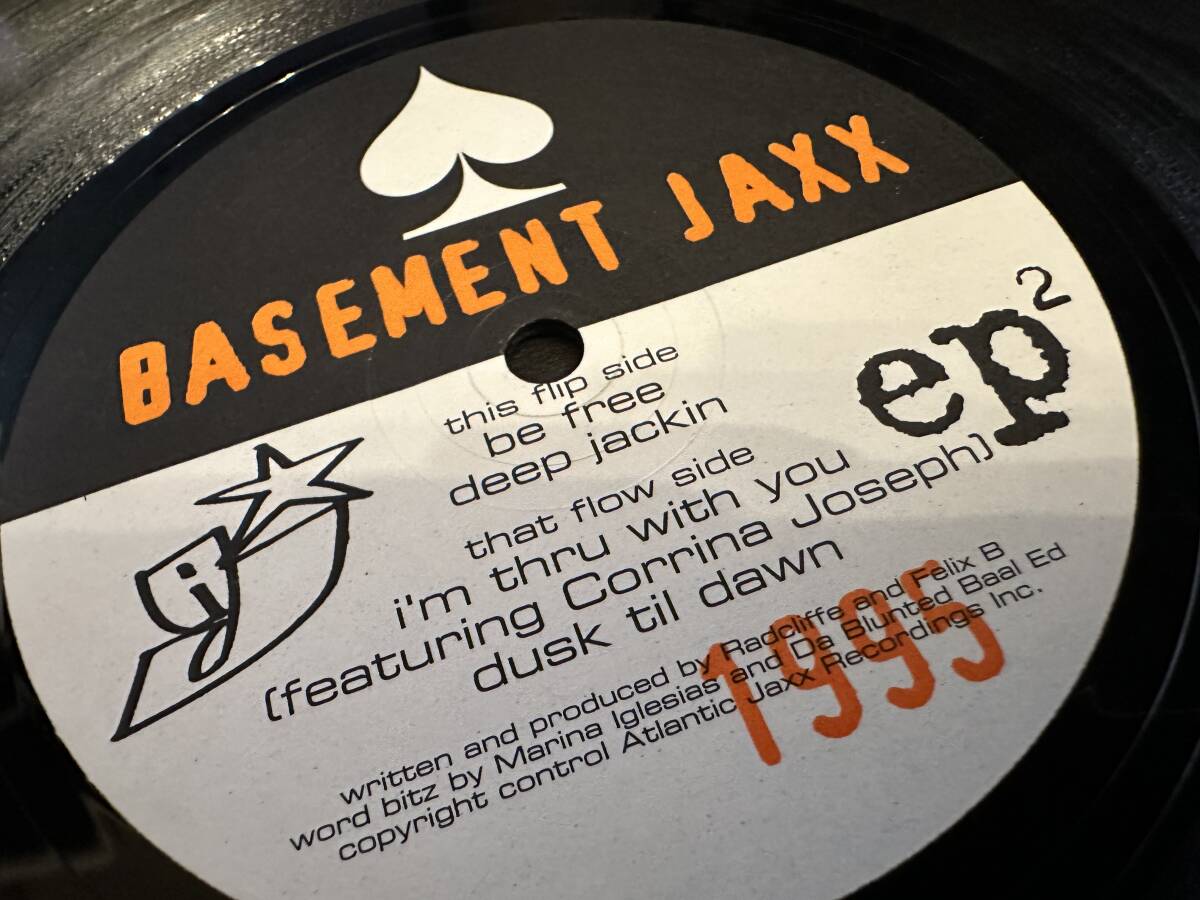 BASEMENT JAXX
ep²
this flip side
be free
deep jackin
that flow side
i'm thru with you
(featuring Corrina Joseph)
dusk til dawn
1995
written and produced by Radcliffe and Felix B
word bitz by Marina Iglesias and Da Blunted Baal Ed
copyright control Atlantic Jaxx Recordings Inc.